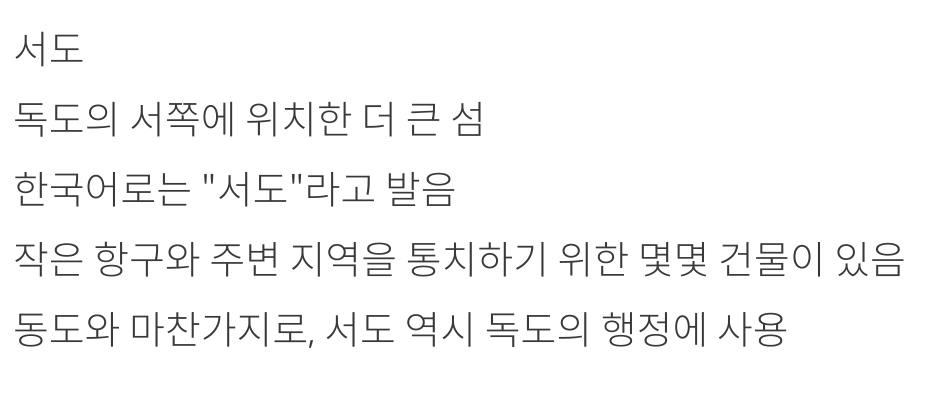 서도
독도의 서쪽에 위치한 더 큰 섬
한국어로는 "서도"라고 발음
작은 항구와 주변 지역을 통치하기 위한 몇몇 건물이 있음
동도와 마찬가지로, 서도 역시 독도의 행정에 사용